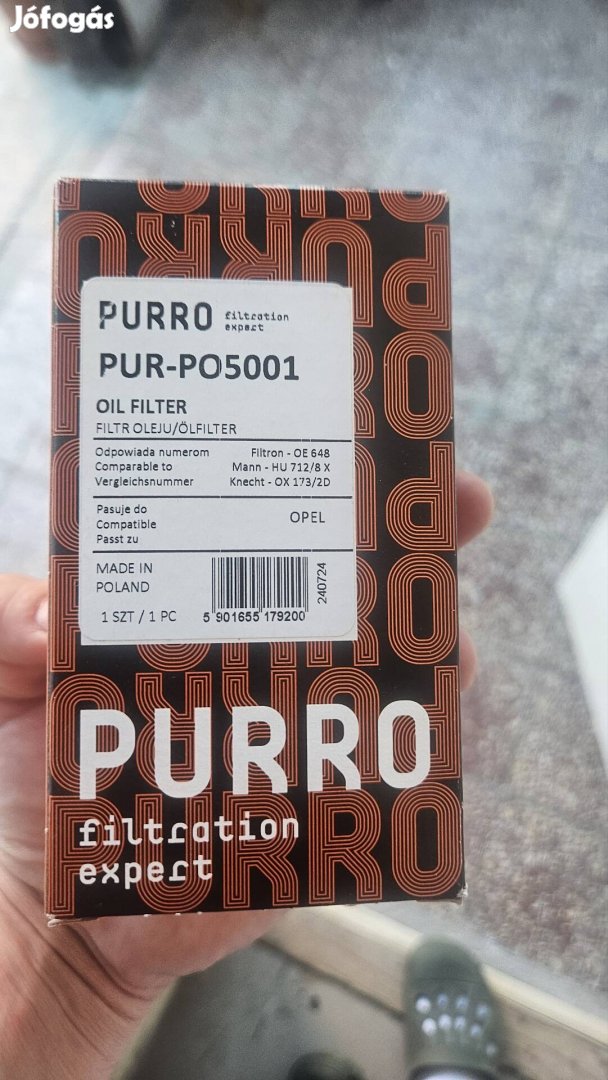 Jófogás
PURRO filtration
expert
PUR-PO5001
OIL FILTER
FILTR OLEJU/ÖLFILTER
Odpowiada numerom Filtron - OE 648
Comparable to Mann - HU 712/8 X
Vergleichsnummer Knecht - OX 173/2D
Pasuje do
Compatible OPEL
Passt zu
MADE IN
POLAND
1 SZT / 1 PC
5 901655 179200
240724
PURRO
filtration
expert
PURRO